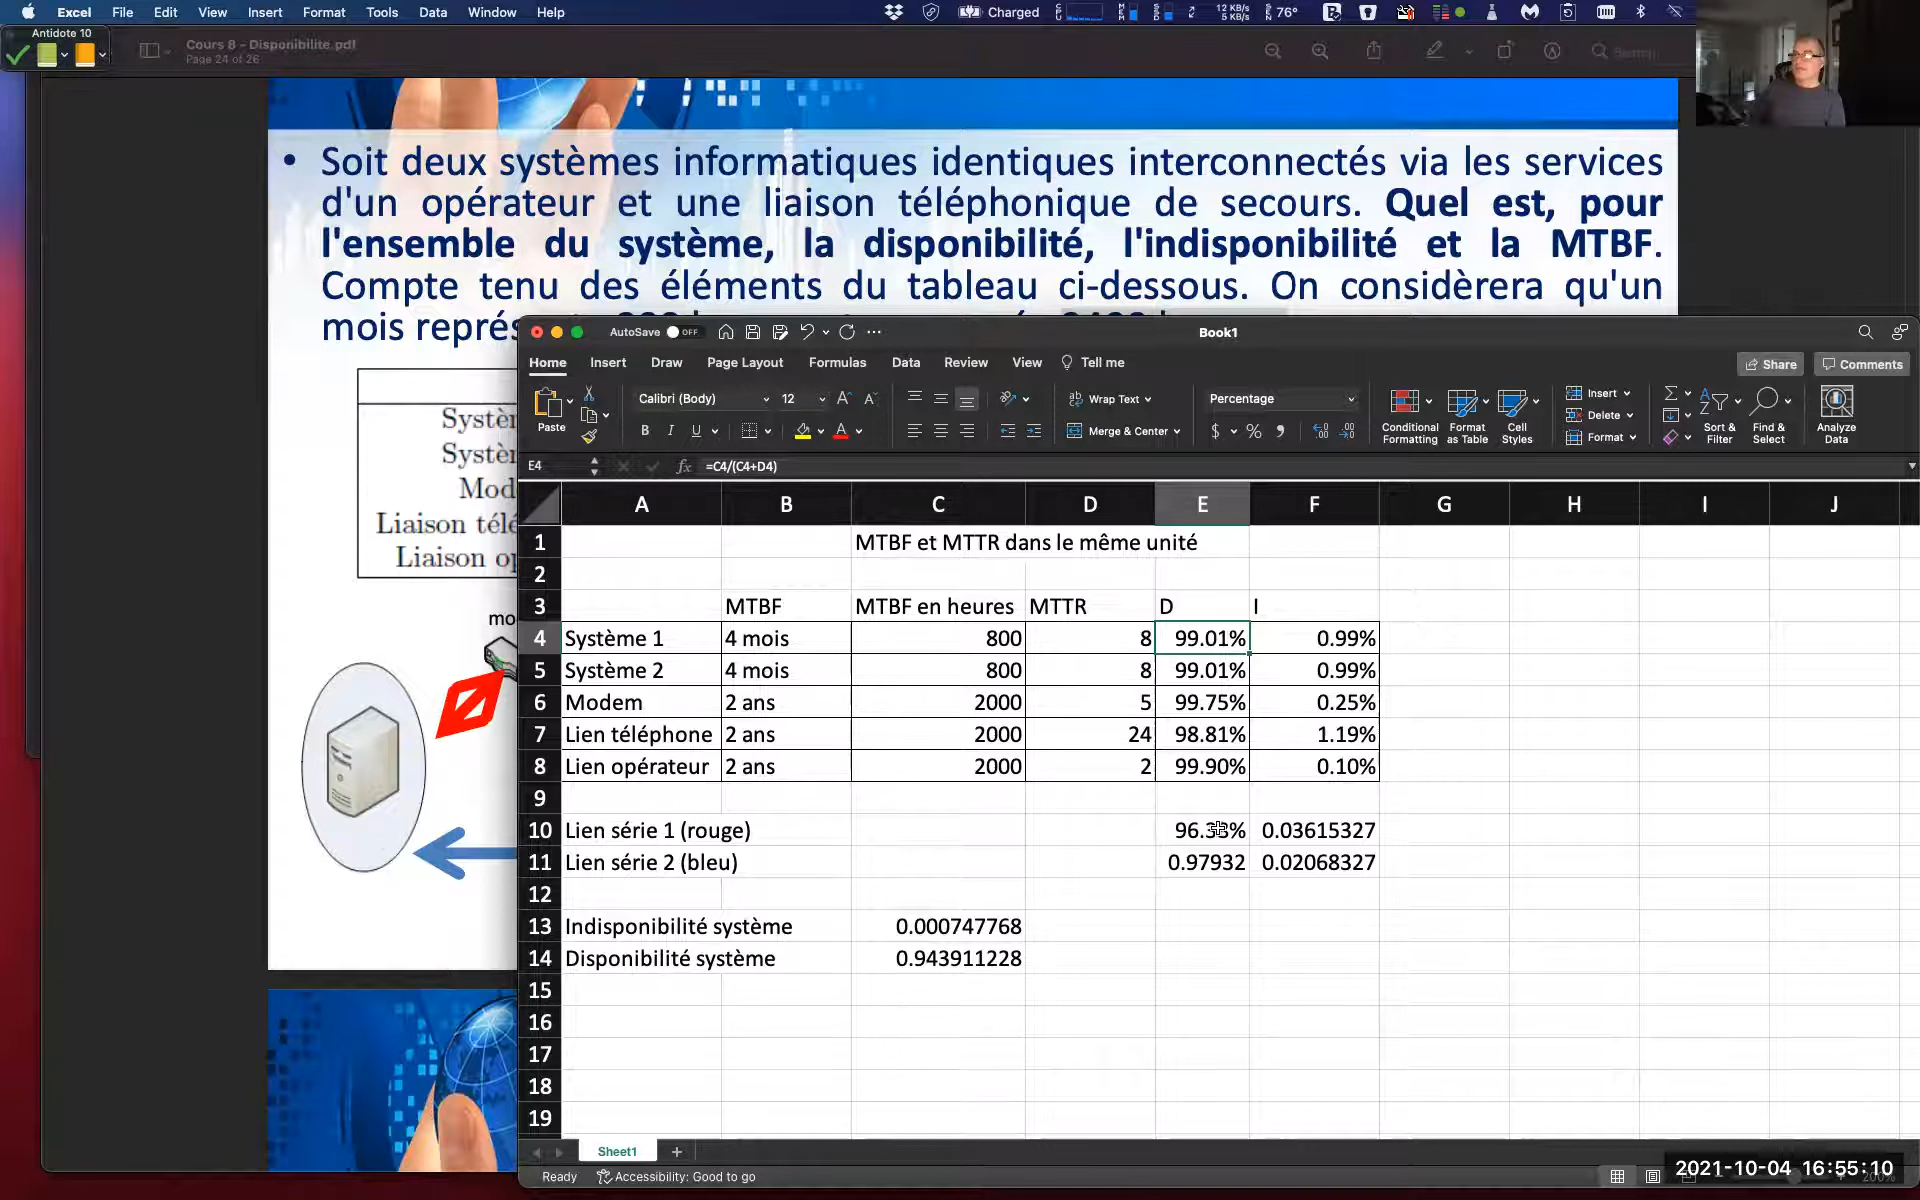 Excel File Edit View Insert Format Tools Data Window Help
Charged 12 KB/s 5 KB/s 76°
Antidote 10
Cours 8 - Disponibilite.pdf
Page 24 of 26
• Soit deux systèmes informatiques identiques interconnectés via les services
d'un opérateur et une liaison téléphonique de secours. Quel est, pour
l'ensemble du système, la disponibilité, l'indisponibilité et la MTBF.
Compte tenu des éléments du tableau ci-dessous. On considèrera qu'un
mois
AutoSave OFF Book1
Home Insert Draw Page Layout Formulas Data Review View Tell me Share Comments
Paste Calibri (Body) 12 Wrap Text Merge & Center Percentage Conditional Formatting Format as Table Cell Styles Insert Delete Format Sort & Filter Find & Select Analyze Data
E4 fx =C4/(C4+D4)
A B C D E F G H I J
1 MTBF et MTTR dans le même unité
2
3 MTBF MTBF en heures MTTR D I
4 Système 1 4 mois 800 8 99.01% 0.99%
5 Système 2 4 mois 800 8 99.01% 0.99%
6 Modem 2 ans 2000 5 99.75% 0.25%
7 Lien téléphone 2 ans 2000 24 98.81% 1.19%
8 Lien opérateur 2 ans 2000 2 99.90% 0.10%
9
10 Lien série 1 (rouge) 0.03615327
11 Lien série 2 (bleu) 0.97932 0.02068327
12
13 Indisponibilité système 0.000747768
14 Disponibilité système 0.943911228
15
16
17
18
19
Sheet1 +
Ready Accessibility: Good to go
2021-10-04 16:55:10